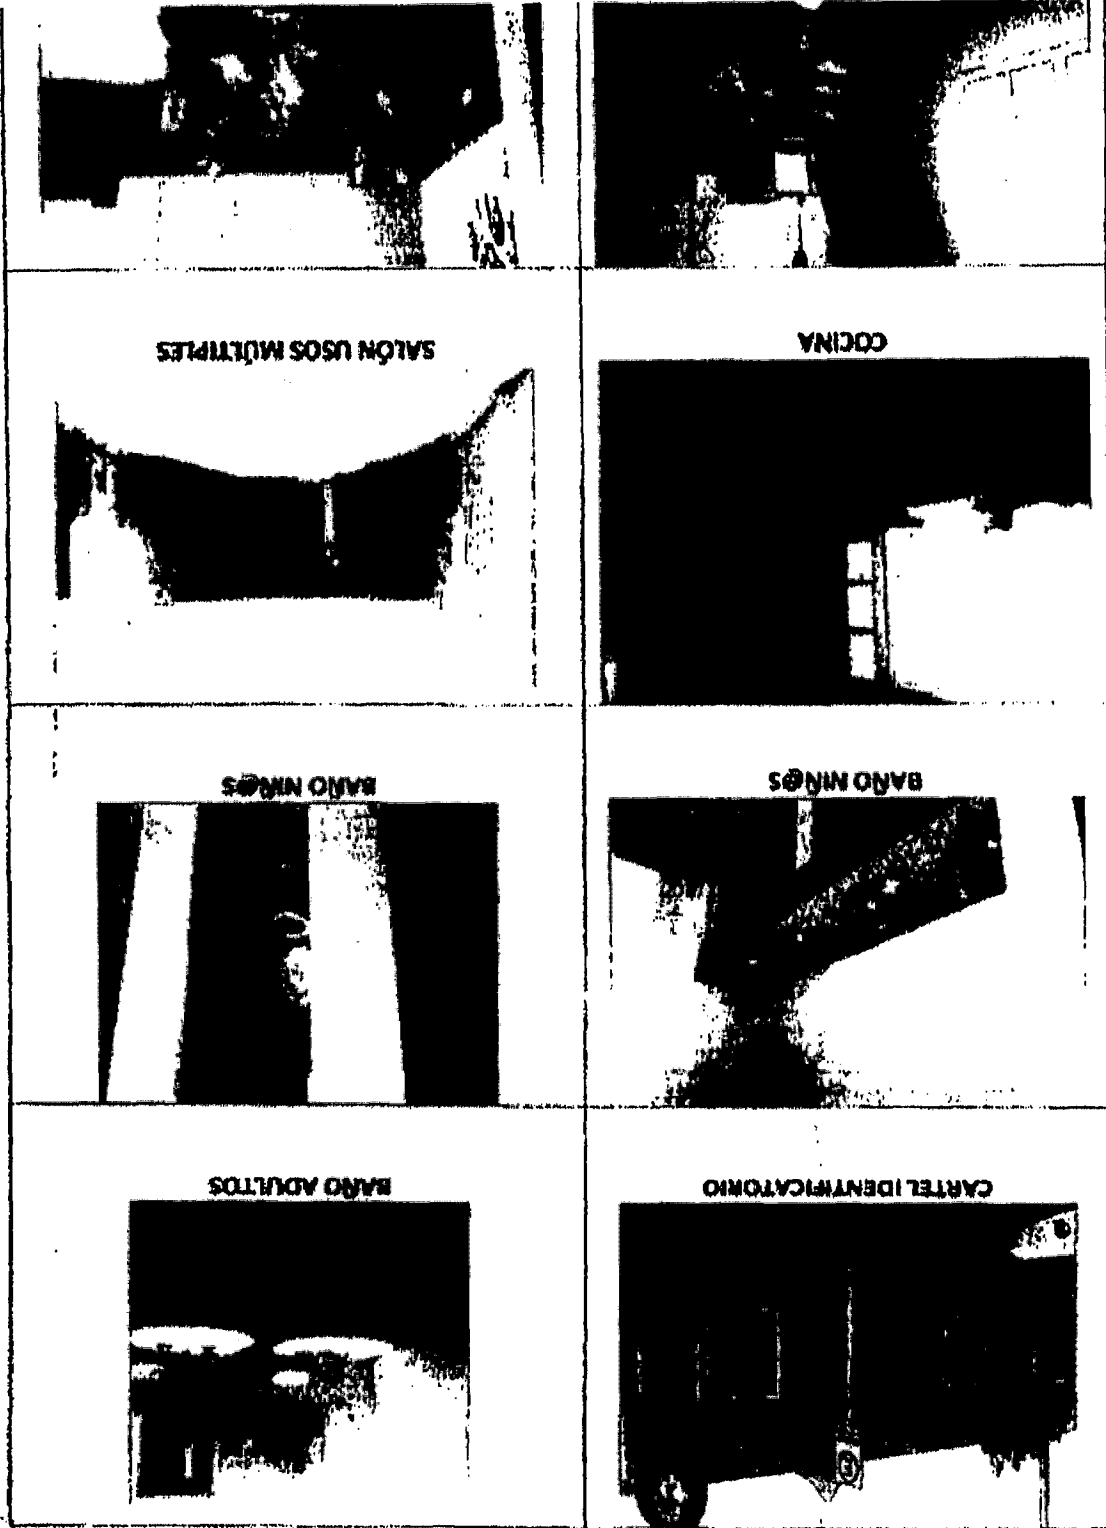 CARTEL IDENTIFICATORIO
BAÑO ADULTOS
BAÑO NIÑ@S
BAÑO NIÑ@S
COCINA
SALÓN USOS MÚLTIPLES